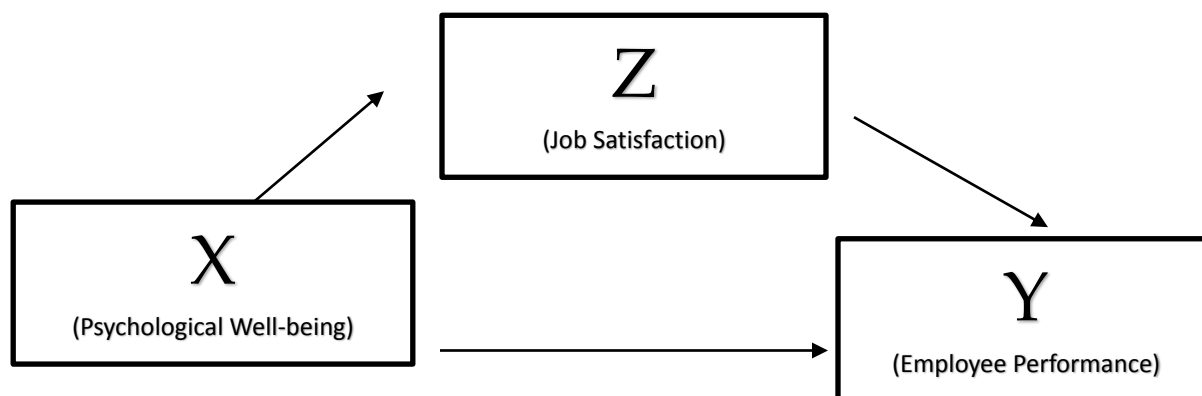 Z
(Job Satisfaction)
X
(Psychological Well-being)
Y
(Employee Performance)